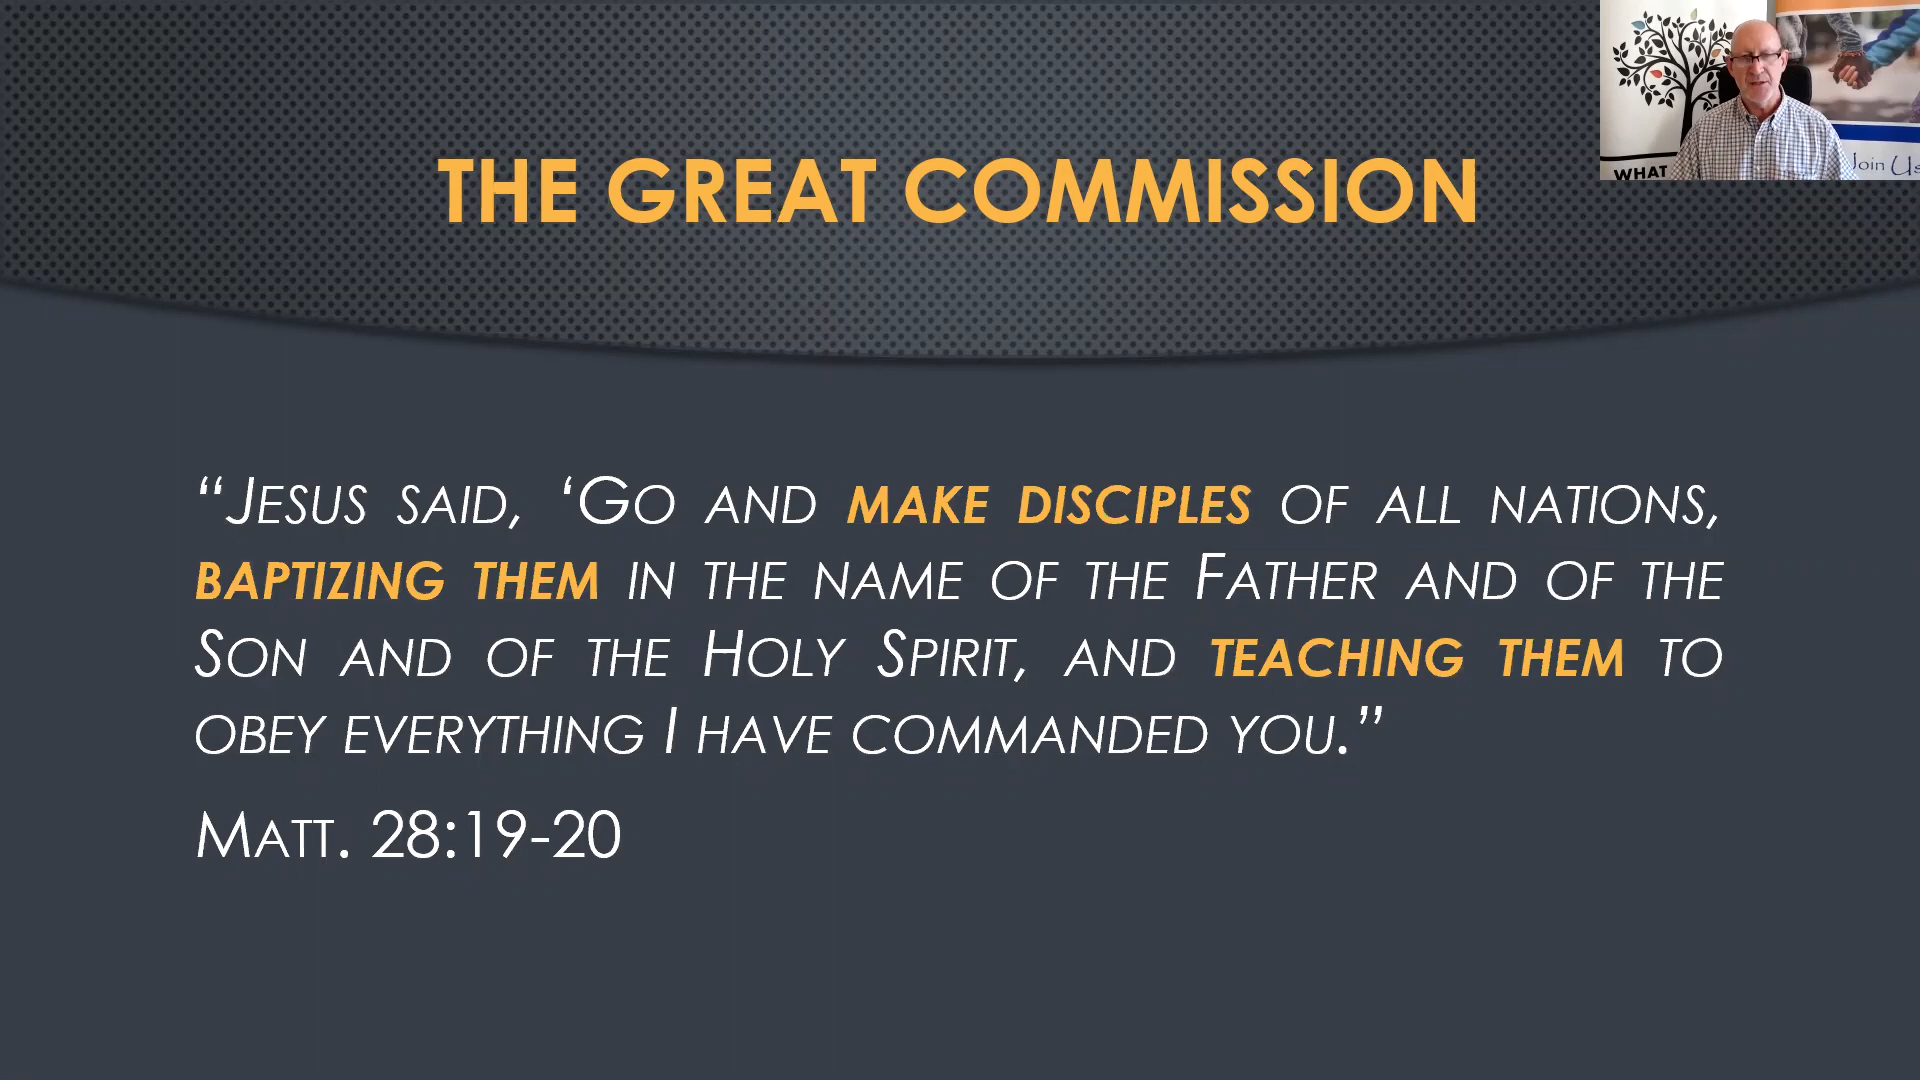 WHAT
Join Us
THE GREAT COMMISSION
“Jesus said, ‘Go and make disciples of all nations,
baptizing them in the name of the Father and of the
Son and of the Holy Spirit, and teaching them to
obey everything I have commanded you.”
Matt. 28:19-20